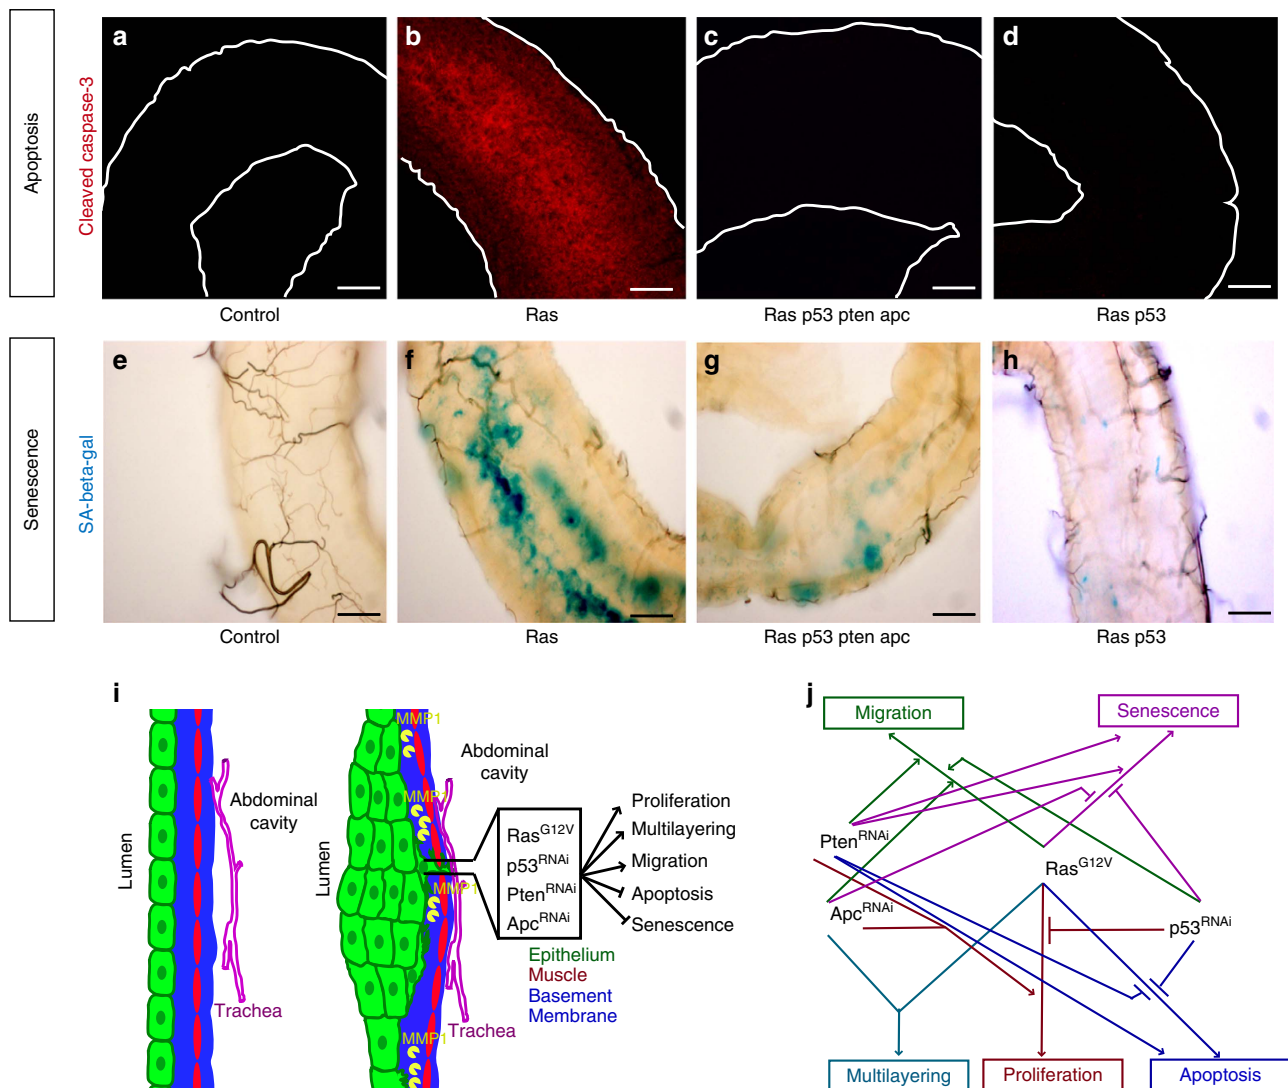 Apoptosis
Cleaved caspase-3
a
b
c
d
Control
Ras
Ras p53 pten apc
Ras p53
Senescence
SA-beta-gal
e
f
g
h
Control
Ras
Ras p53 pten apc
Ras p53
i
Lumen
Abdominal
cavity
Trachea
Lumen
MMP1
MMP1
MMP1
MMP1
Abdominal
cavity
Trachea
Ras^G12V
p53^RNAi
Pten^RNAi
Apc^RNAi
Proliferation
Multilayering
Migration
Apoptosis
Senescence
Epithelium
Muscle
Basement
Membrane
j
Migration
Senescence
Pten^RNAi
Ras^G12V
Apc^RNAi
p53^RNAi
Multilayering
Proliferation
Apoptosis